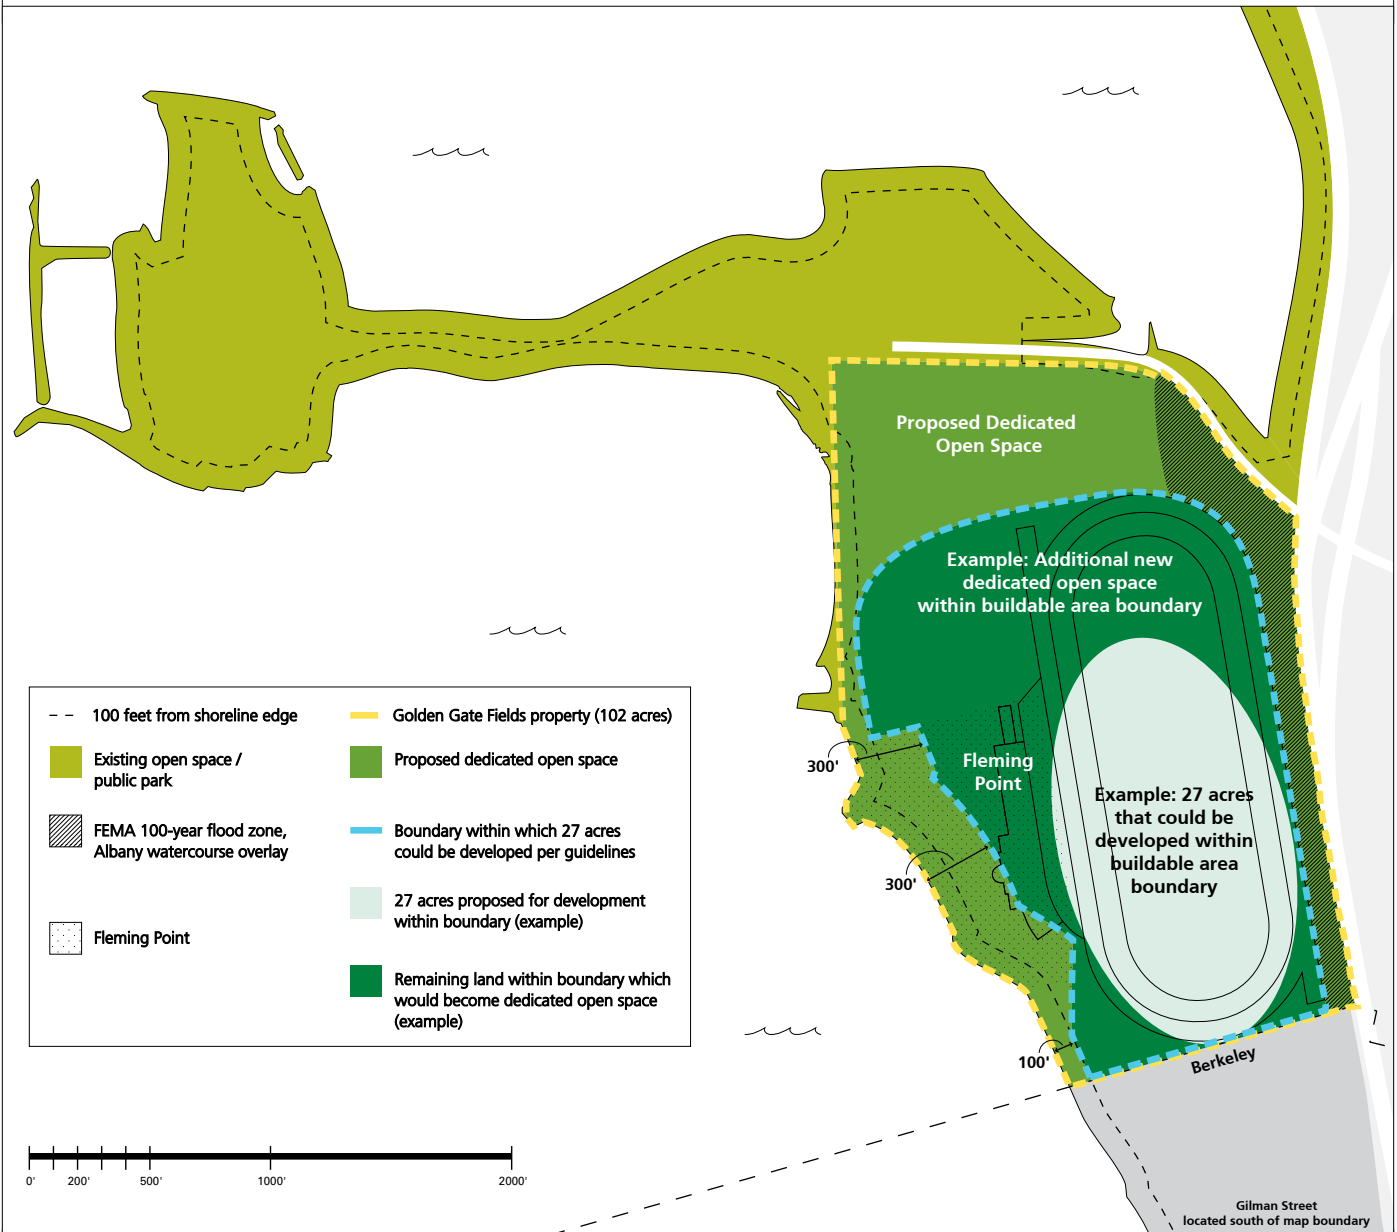 Proposed Dedicated
Open Space
Example: Additional new
dedicated open space
within buildable area boundary
Fleming
Point
Example: 27 acres
that could be
developed within
buildable area
boundary
300'
300'
100'
Berkeley
100 feet from shoreline edge
Existing open space /
public park
FEMA 100-year flood zone,
Albany watercourse overlay
Fleming Point
Golden Gate Fields property (102 acres)
Proposed dedicated open space
Boundary within which 27 acres
could be developed per guidelines
27 acres proposed for development
within boundary (example)
Remaining land within boundary which
would become dedicated open space
(example)
0' 200' 500' 1000' 2000'
Gilman Street
located south of map boundary